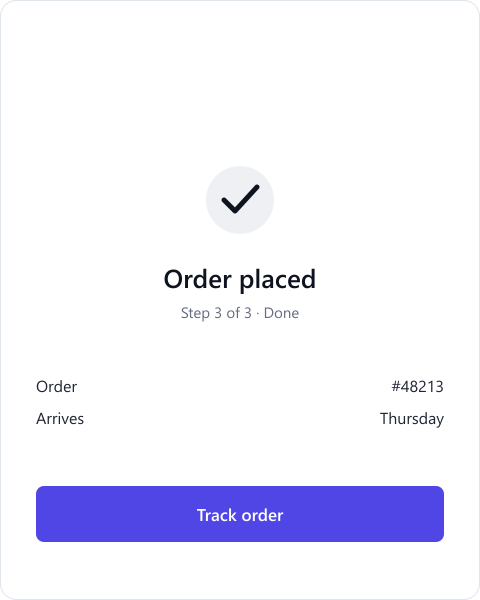 Order placed
Step 3 of 3 · Done
Order #48213
Arrives Thursday
Track order